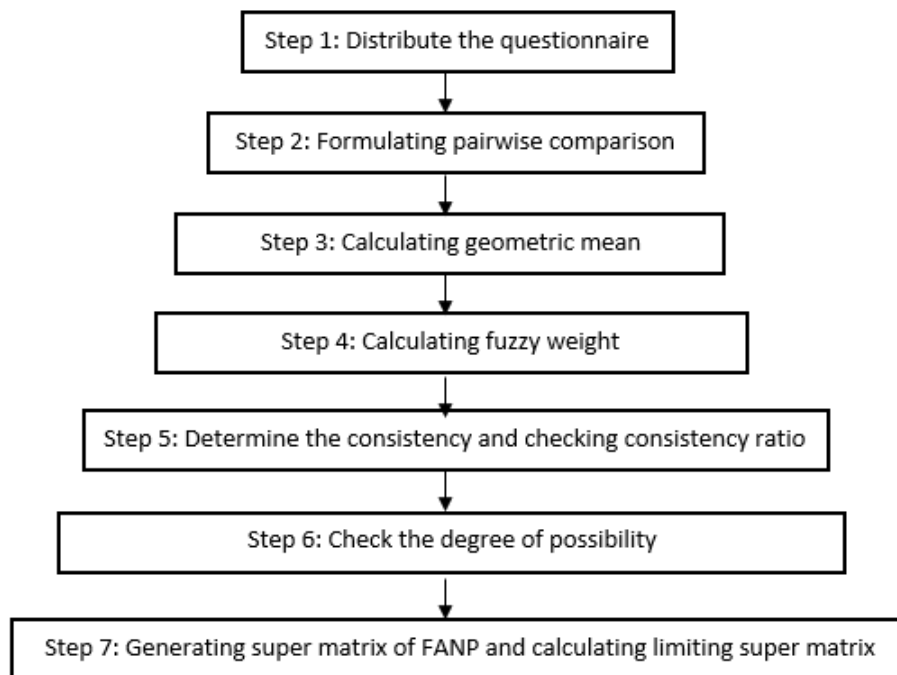 Step 1: Distribute the questionnaire
Step 2: Formulating pairwise comparison
Step 3: Calculating geometric mean
Step 4: Calculating fuzzy weight
Step 5: Determine the consistency and checking consistency ratio
Step 6: Check the degree of possibility
Step 7: Generating super matrix of FANP and calculating limiting super matrix